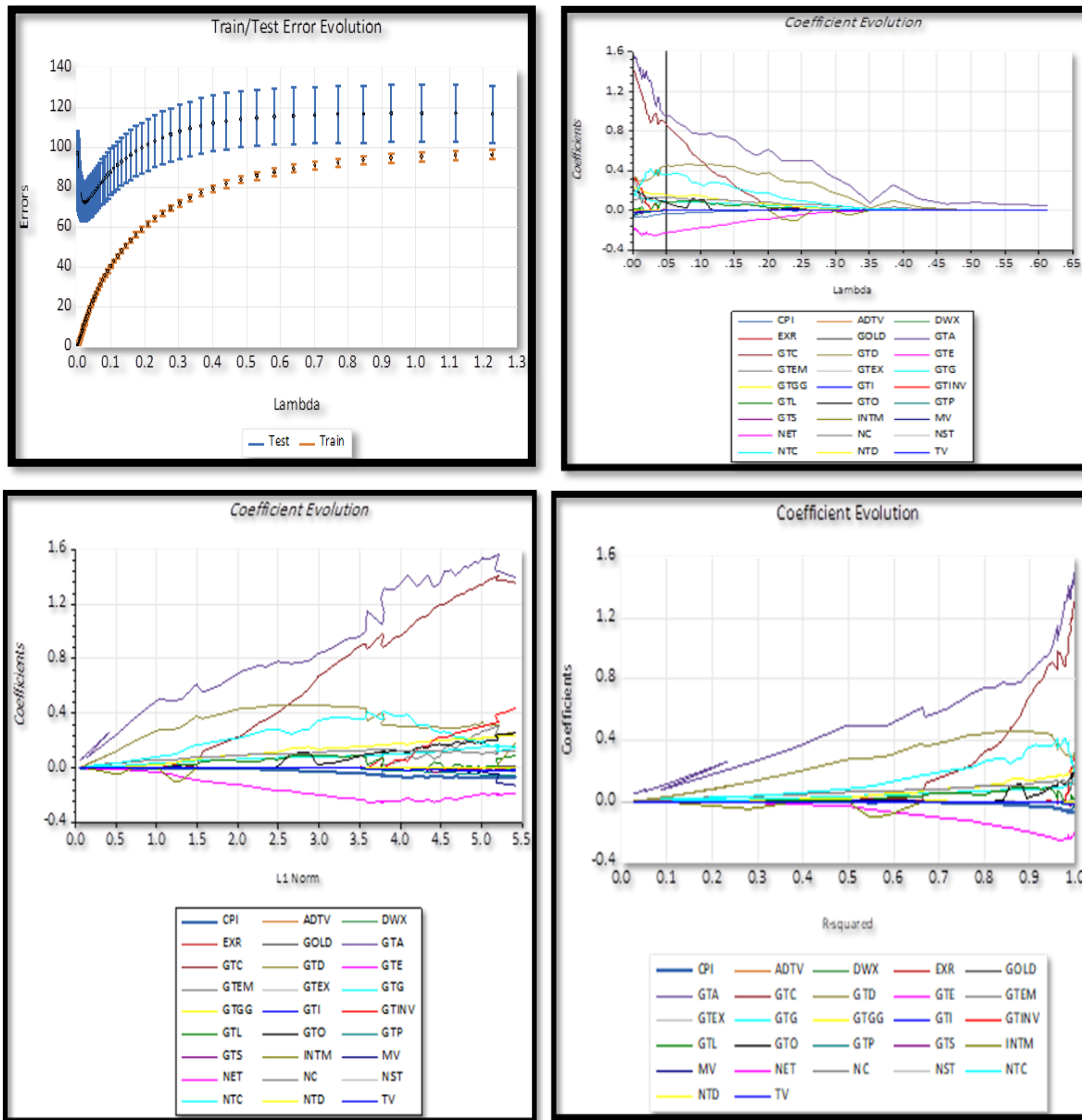 Train/Test Error Evolution
140
120
100
80
60
40
20
0
Errors
0.0 0.1 0.2 0.3 0.4 0.5 0.6 0.7 0.8 0.9 1.0 1.1 1.2 1.3
Lambda
Test Train
Coefficient Evolution
1.6
1.2
0.8
0.4
0.0
-0.4
Coefficients
.00 .05 .10 .15 .20 .25 .30 .35 .40 .45 .50 .55 .60 .65
Lambda
CPI ADTV DWX
EXR GOLD GTA
GTC GTD GTE
GTEM GTEX GTG
GTGG GTI GTINV
GTL GTO GTP
GTS INTM MV
NET NC NST
NTC NTD TV
Coefficient Evolution
1.6
1.2
0.8
0.4
0.0
-0.4
Coefficients
0.0 0.5 1.0 1.5 2.0 2.5 3.0 3.5 4.0 4.5 5.0 5.5
L1 Norm
CPI ADTV DWX
EXR GOLD GTA
GTC GTD GTE
GTEM GTEX GTG
GTGG GTI GTINV
GTL GTO GTP
GTS INTM MV
NET NC NST
NTC NTD TV
Coefficient Evolution
1.6
1.2
0.8
0.4
0.0
-0.4
Coefficients
0.0 0.1 0.2 0.3 0.4 0.5 0.6 0.7 0.8 0.9 1.0
R-squared
CPI ADTV DWX EXR GOLD
GTA GTC GTD GTE GTEM
GTEX GTG GTGG GTI GTINV
GTL GTO GTP GTS INTM
MV NET NC NST NTC
NTD TV